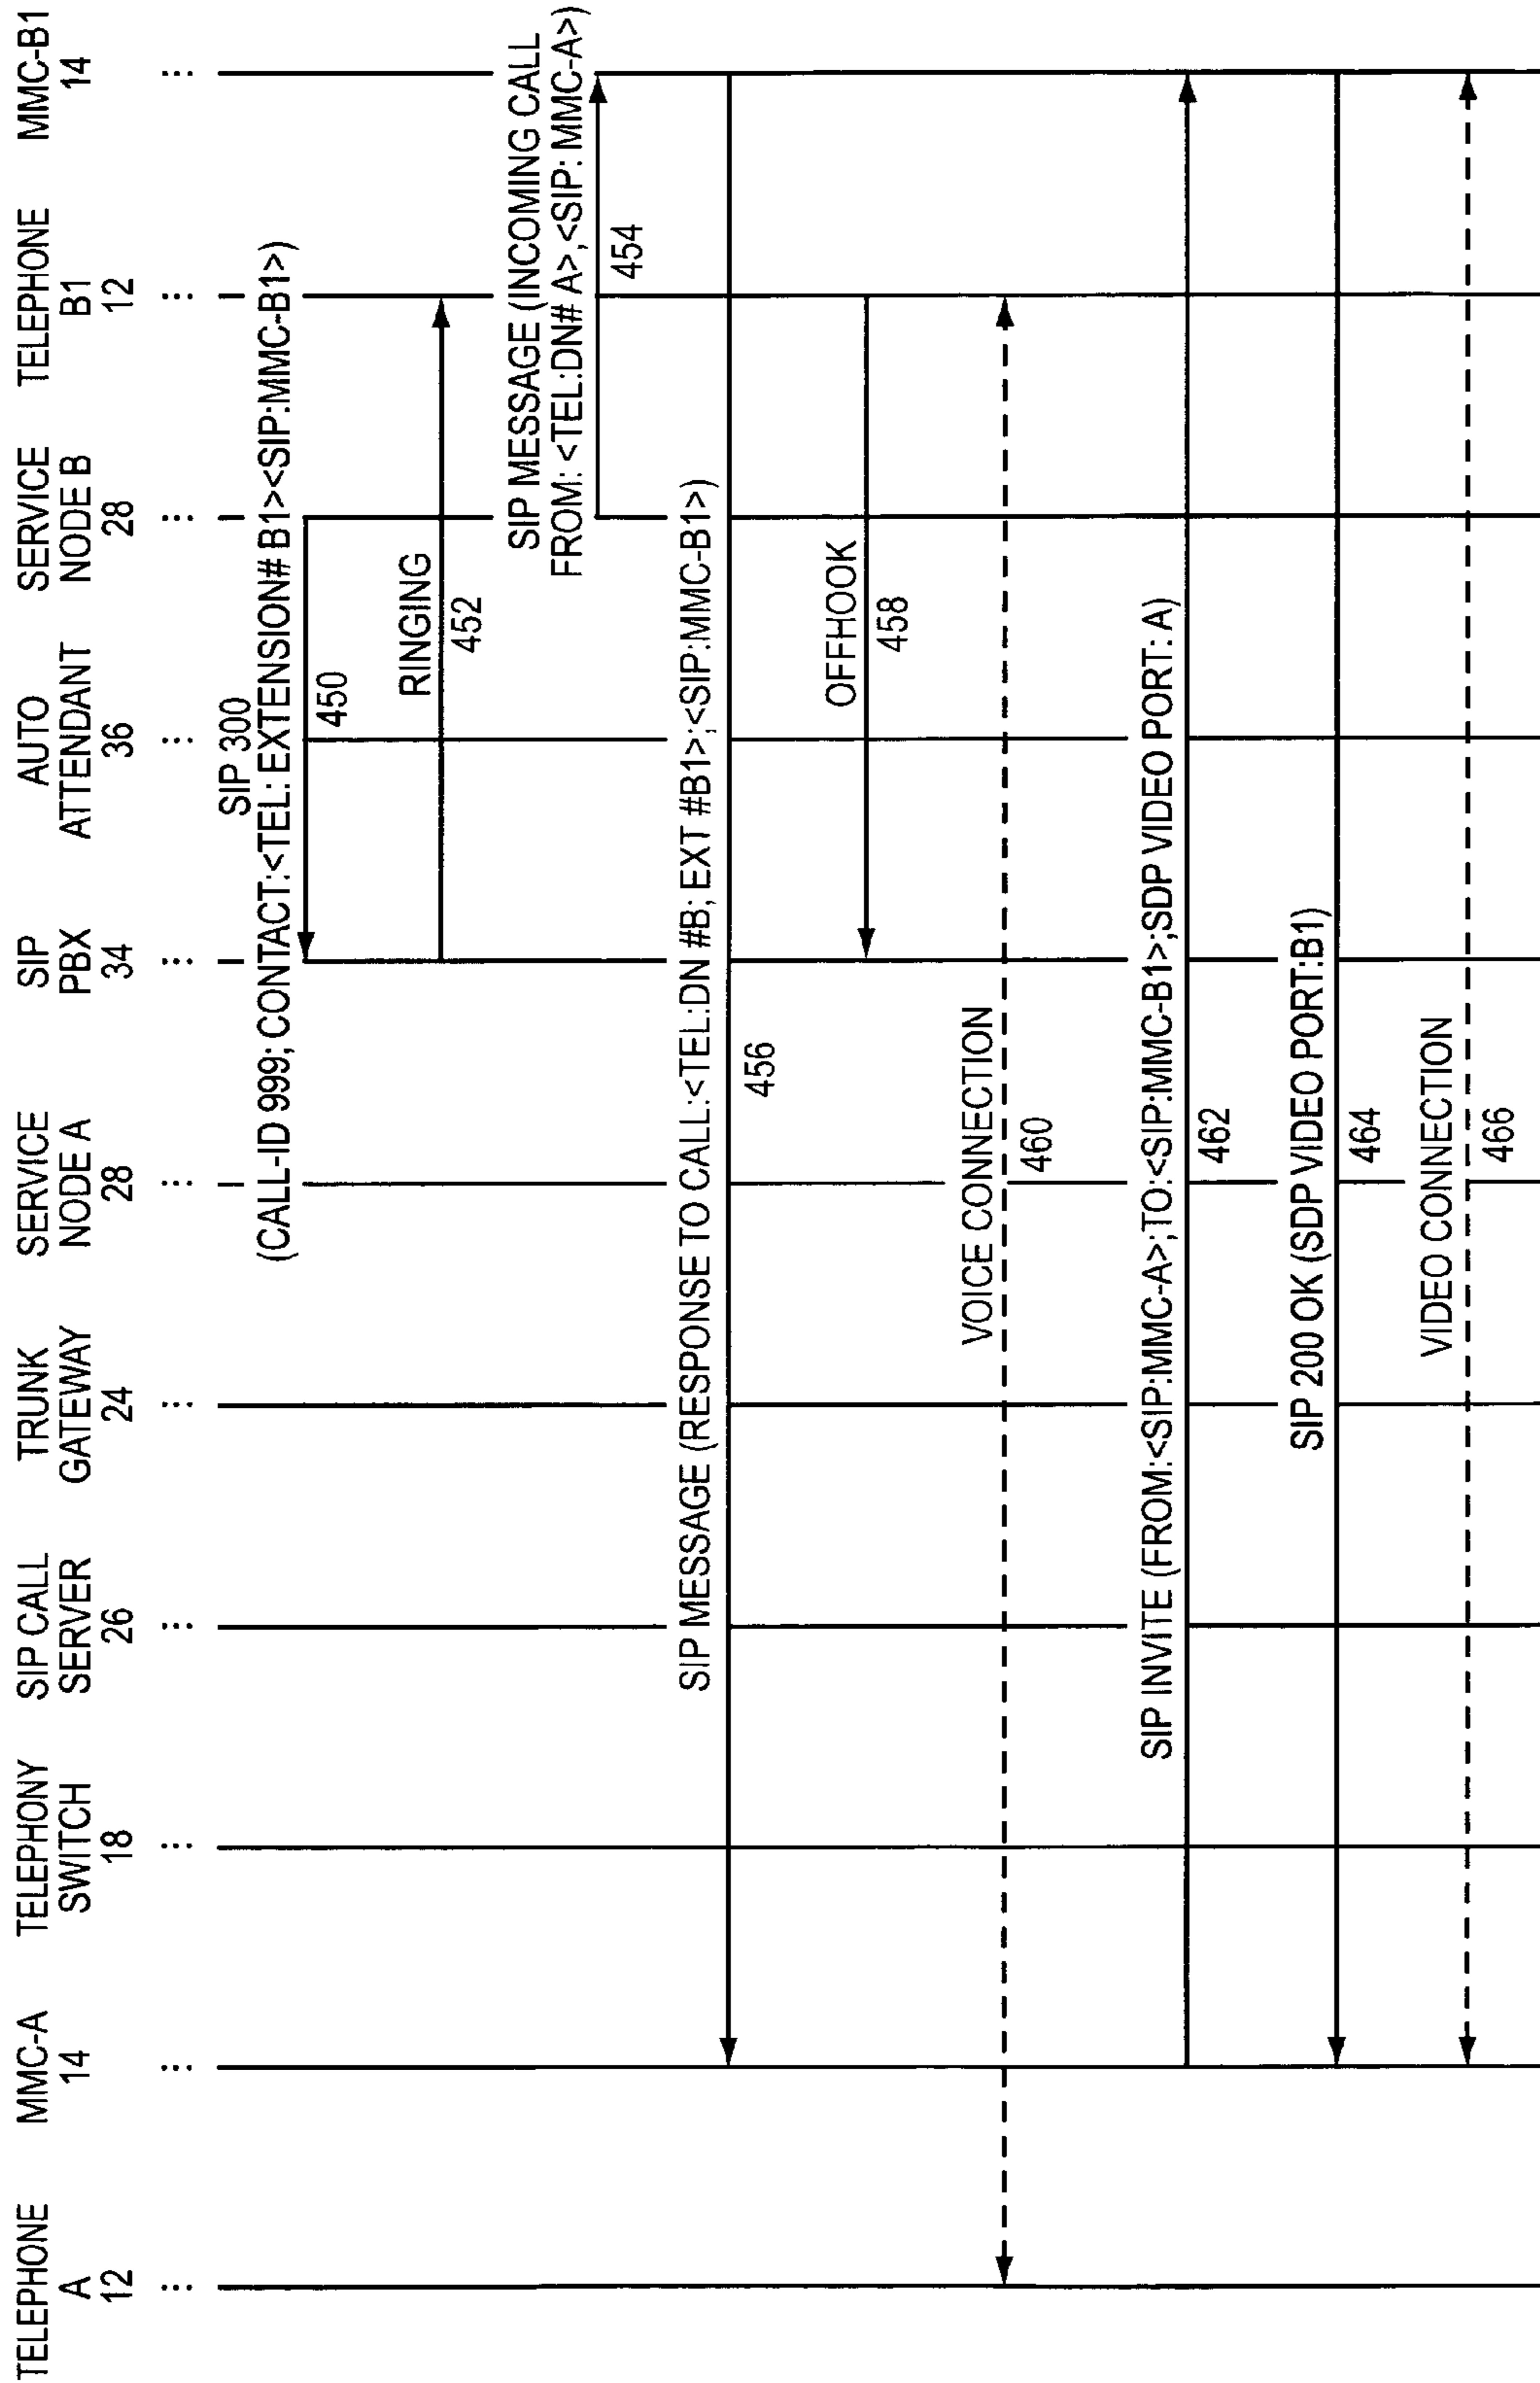 TELEPHONE
A
12
MMC-A
14
TELEPHONY
SWITCH
18
SIP CALL
SERVER
26
TRUNK
GATEWAY
24
SERVICE
NODE A
28
SIP
PBX
34
AUTO
ATTENDANT
36
SERVICE
NODE B
28
TELEPHONE
B1
12
MMC-B1
14
SIP 300
(CALL-ID 999; CONTACT:<TEL: EXTENSION# B1><SIP:MMC-B1>)
450
RINGING
452
SIP MESSAGE (INCOMING CALL
FROM: <TEL:DN# A>,<SIP: MMC-A>)
454
SIP MESSAGE (RESPONSE TO CALL:<TEL:DN #B; EXT #B1>;<SIP:MMC-B1>)
456
OFFHOOK
458
VOICE CONNECTION
460
SIP INVITE (FROM:<SIP:MMC-A>;TO:<SIP:MMC-B1>;SDP VIDEO PORT: A)
462
SIP 200 OK (SDP VIDEO PORT:B1)
464
VIDEO CONNECTION
466